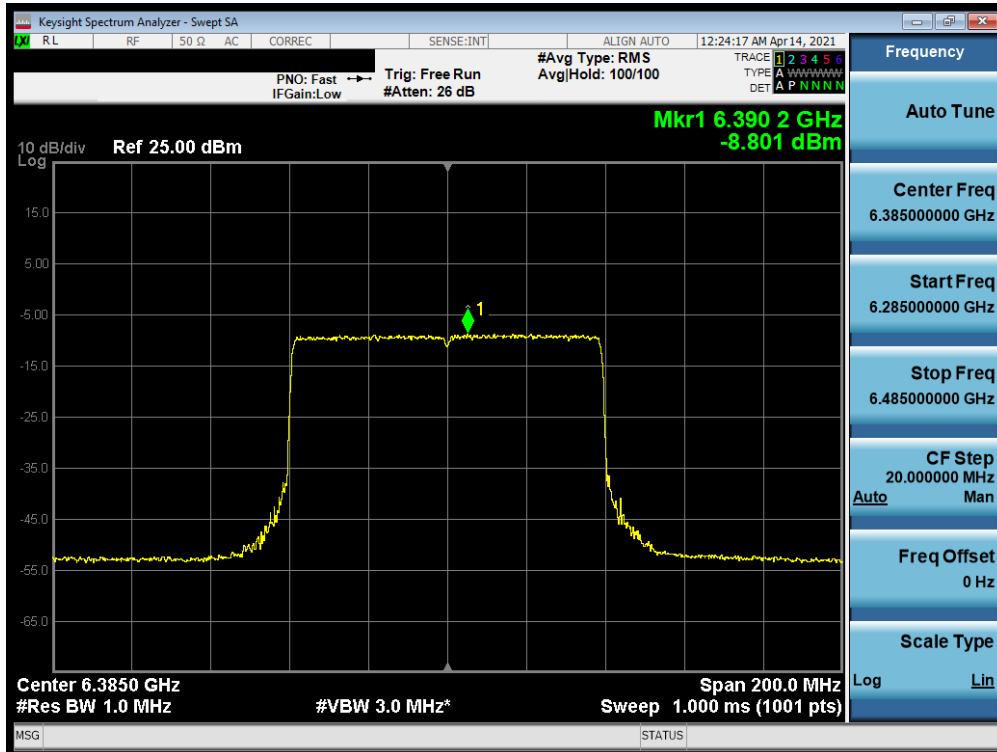 Keysight Spectrum Analyzer - Swept SA
LXI RL RF 50 Ω AC CORREC SENSE:INT ALIGN AUTO 12:24:17 AM Apr 14, 2021
Frequency
PNO: Fast
IFGain:Low
Trig: Free Run
#Atten: 26 dB
#Avg Type: RMS
Avg|Hold: 100/100
TRACE 1 2 3 4 5 6
TYPE A WWWWW
DET A P N N N N
Mkr1 6.390 2 GHz
-8.801 dBm
10 dB/div Ref 25.00 dBm
Log
15.0
5.00
-5.00
-15.0
-25.0
-35.0
-45.0
-55.0
-65.0
1
Center 6.3850 GHz Span 200.0 MHz
#Res BW 1.0 MHz #VBW 3.0 MHz* Sweep 1.000 ms (1001 pts)
Auto Tune
Center Freq
6.385000000 GHz
Start Freq
6.285000000 GHz
Stop Freq
6.485000000 GHz
CF Step
20.000000 MHz
Auto Man
Freq Offset
0 Hz
Scale Type
Log Lin
MSG STATUS